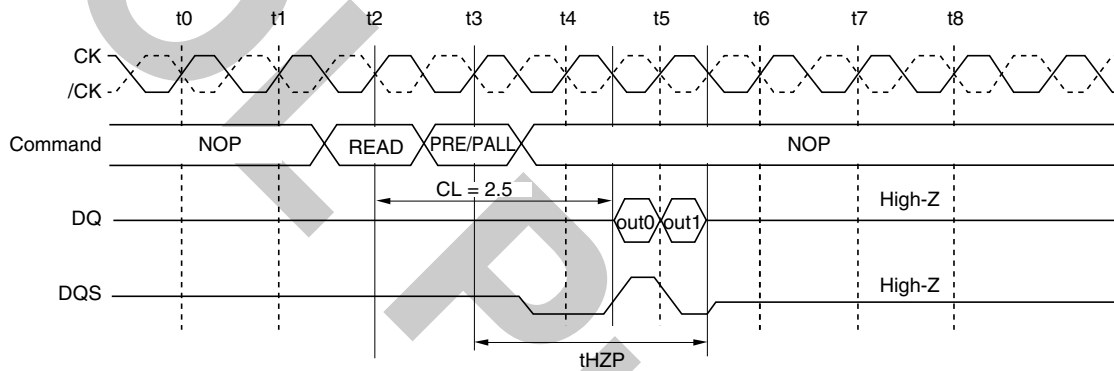 t0 t1 t2 t3 t4 t5 t6 t7 t8
CK
/CK
Command NOP READ PRE/PALL NOP
CL = 2.5
DQ out0 out1 High-Z
DQS High-Z
tHZP